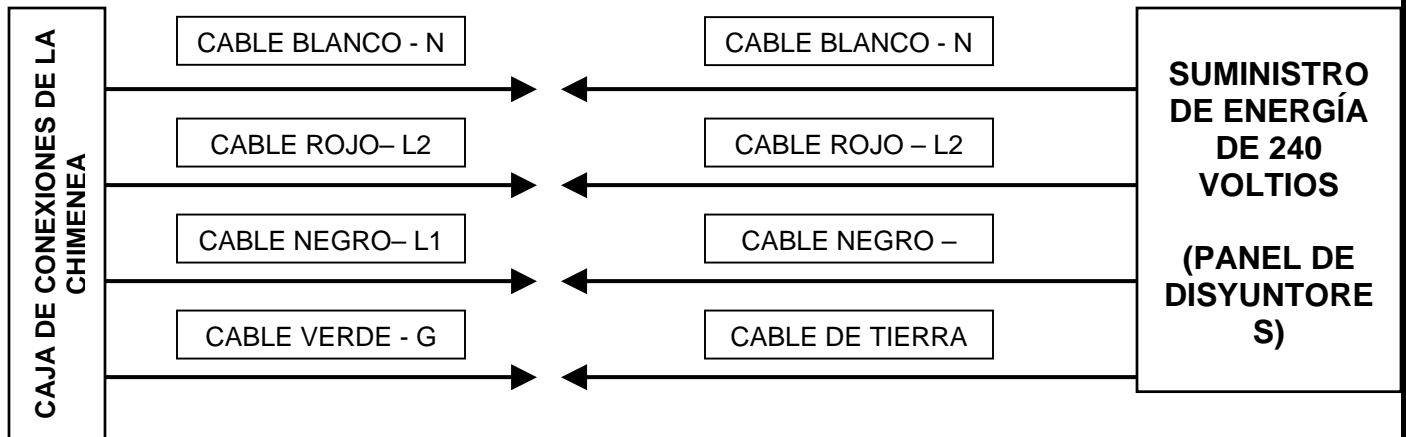 CAJA DE CONEXIONES DE LA
CHIMENEA
CABLE BLANCO - N
CABLE BLANCO - N
CABLE ROJO– L2
CABLE ROJO – L2
CABLE NEGRO– L1
CABLE NEGRO –
CABLE VERDE - G
CABLE DE TIERRA
SUMINISTRO
DE ENERGÍA
DE 240
VOLTIOS
(PANEL DE
DISYUNTORE
S)